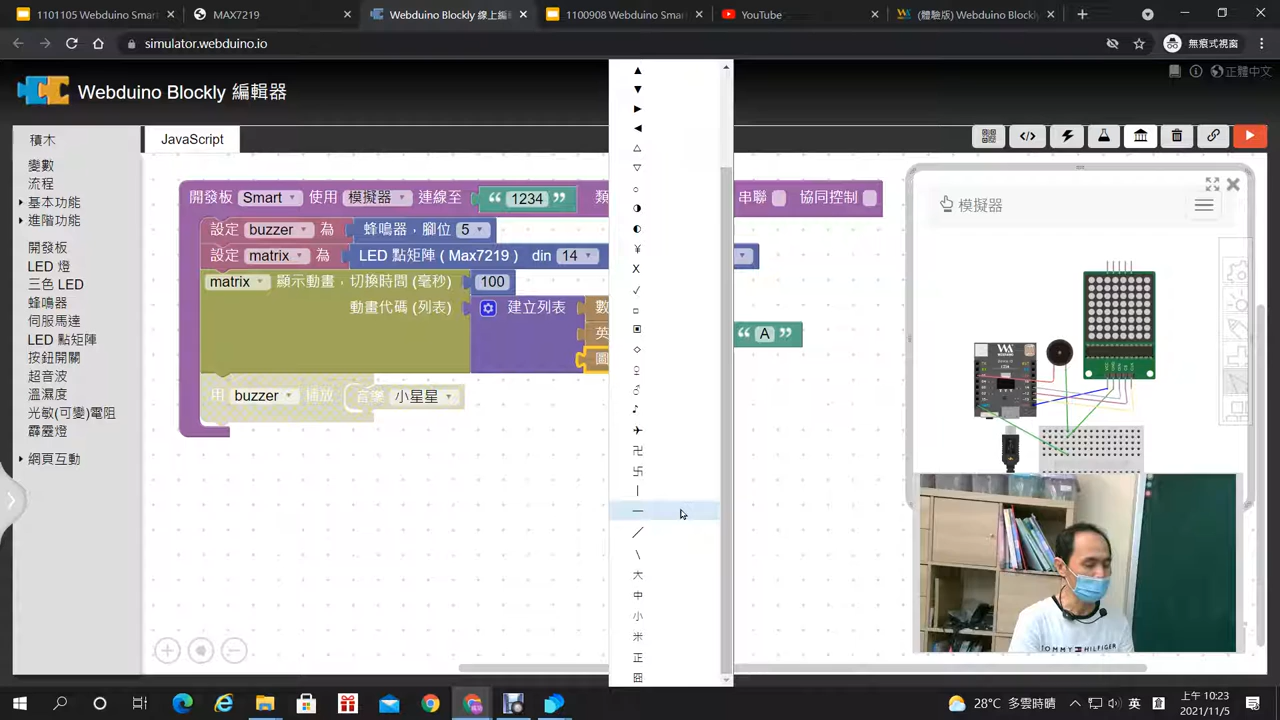 1101105 Webduino Smar
MAX7219
Webduino Blockly 線上編
1100908 Webduino Smar
YouTube
(體驗版) Webduino Blockly
simulator.webduino.io
無痕式視窗
Webduino Blockly 編輯器
正體中文
積木
JavaScript
變數
流程
基本功能
進階功能
開發板
LED 燈
三色 LED
蜂鳴器
伺服馬達
LED 點矩陣
按鈕開關
超音波
溫濕度
光敏(可變)電阻
霹靂燈
網頁互動
開發板 Smart 使用 模擬器 連線至 “ 1234 ” 類 串聯 協同控制
設定 buzzer 為 蜂鳴器,腳位 5
設定 matrix 為 LED 點矩陣 ( Max7219 ) din 14
matrix 顯示動畫,切換時間 (毫秒) 100
動畫代碼 (列表) 建立列表 數
英 “ A ”
圖
用 buzzer 播放 音樂 小星星
▲
▼
►
◄
△
▽
○
◑
◐
¥
X
✓
□
▣
◇
♀
♂
♪
✈
卍
卐
|
—
╱
\
大
中
小
米
正
囧
模擬器
TOMMY HILFIGER
28°C 多雲時晴
英
上午 10:23
2021/11/5